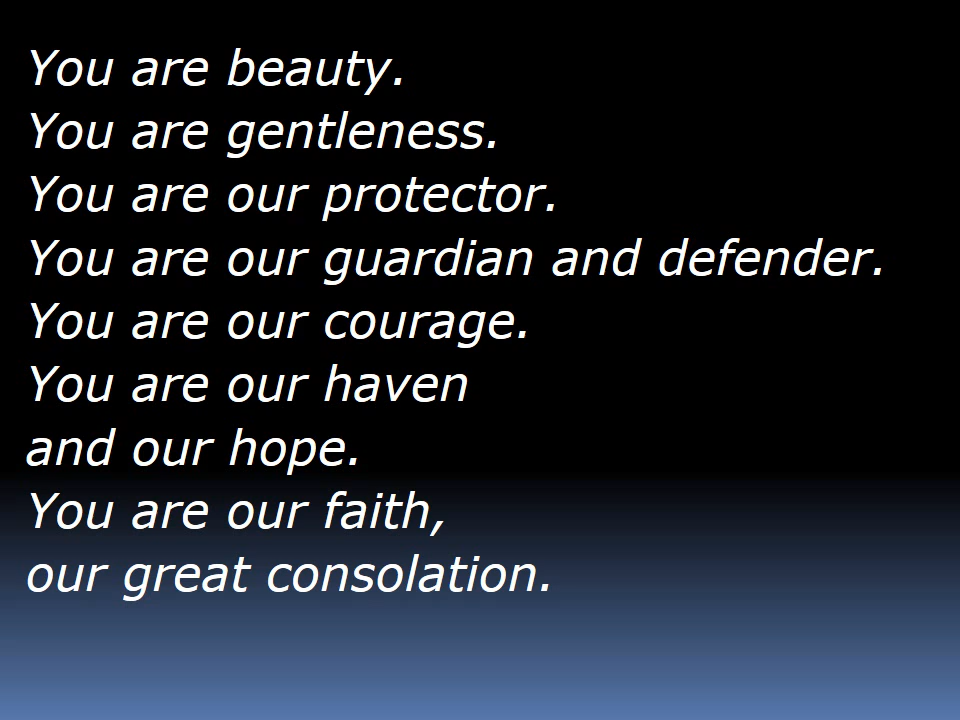 You are beauty.
You are gentleness.
You are our protector.
You are our guardian and defender.
You are our courage.
You are our haven
and our hope.
You are our faith,
our great consolation.